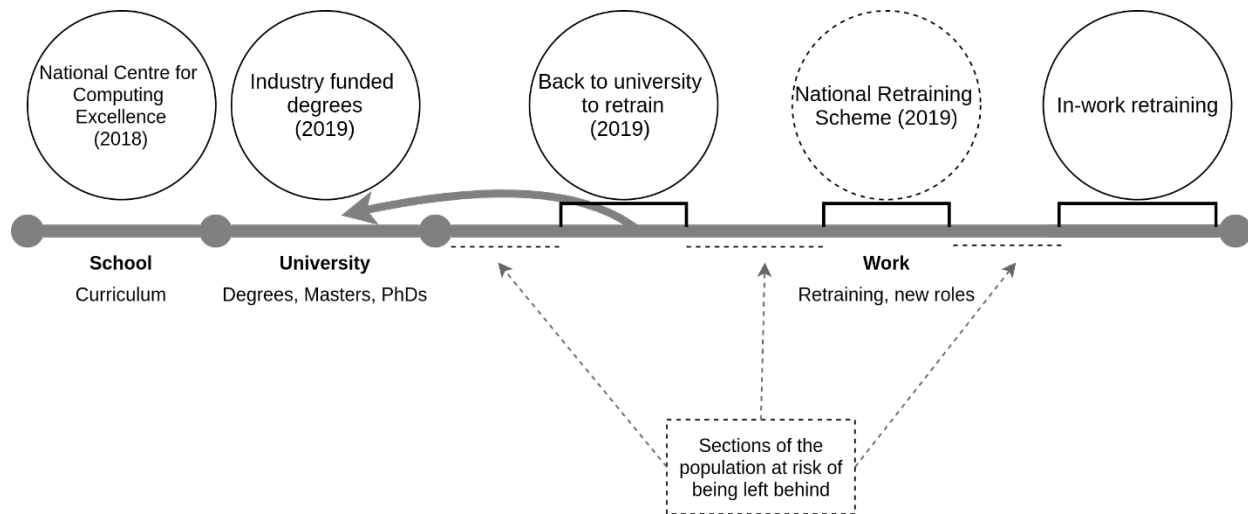 National Centre for
Computing
Excellence
(2018)
Industry funded
degrees
(2019)
Back to university
to retrain
(2019)
National Retraining
Scheme (2019)
In-work retraining
School
Curriculum
University
Degrees, Masters, PhDs
Work
Retraining, new roles
Sections of the
population at risk of
being left behind